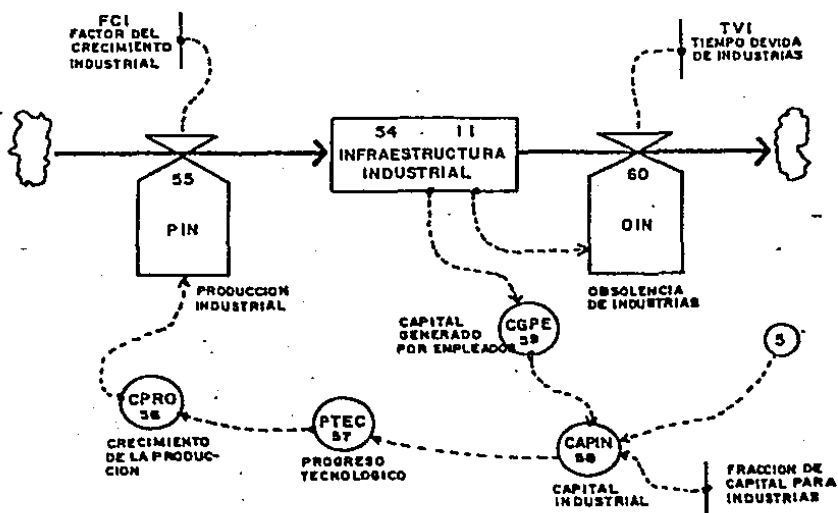 FCI
FACTOR DEL
CRECIMIENTO
INDUSTRIAL
TVI
TIEMPO DEVIDA
DE INDUSTRIAS
54 11
INFRAESTRUCTURA
INDUSTRIAL
55
PIN
60
OIN
PRODUCCION
INDUSTRIAL
OBSOLENCIA
DE INDUSTRIAS
CAPITAL
GENERADO
POR EMPLEADOS
CGPE
59
5
CPRO
56
PTEC
57
CAPIN
58
CRECIMIENTO
DE LA PRODUC-
CION
PROGRESO
TECNOLOGICO
CAPITAL
INDUSTRIAL
FRACCION DE
CAPITAL PARA
INDUSTRIAS